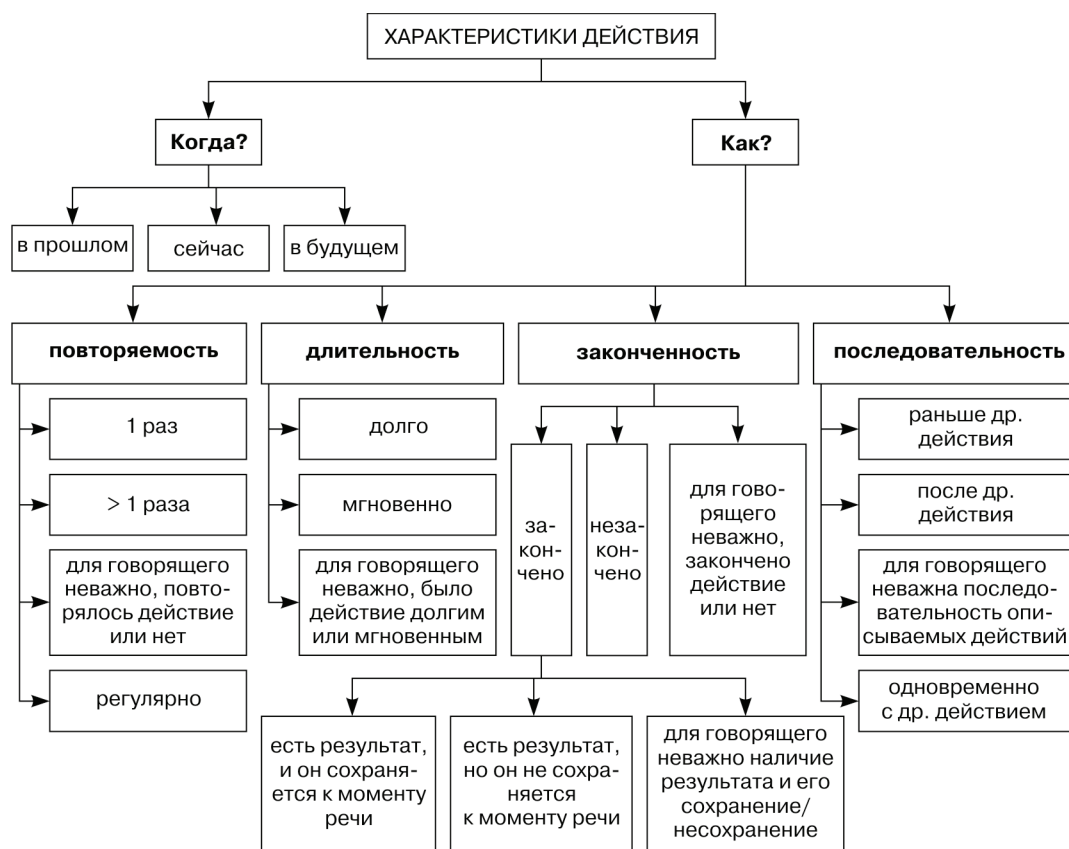 ХАРАКТЕРИСТИКИ ДЕЙСТВИЯ
Когда?
Как?
в прошлом
сейчас
в будущем
повторяемость
1 раз
> 1 раза
для говорящего
неважно, повто-
рялось действие
или нет
регулярно
длительность
долго
мгновенно
для говорящего
неважно, было
действие долгим
или мгновенным
законченность
за-
кон-
чено
неза-
кон-
чено
для гово-
рящего
неважно,
закончено
действие
или нет
есть результат,
и он сохраня-
ется к моменту
речи
есть результат,
но он не сохра-
няется
к моменту речи
для говорящего
неважно наличие
результата и его
сохранение/
несохранение
последовательность
раньше др.
действия
после др.
действия
для говорящего
неважна последо-
вательность опи-
сываемых действий
одновременно
с др. действием